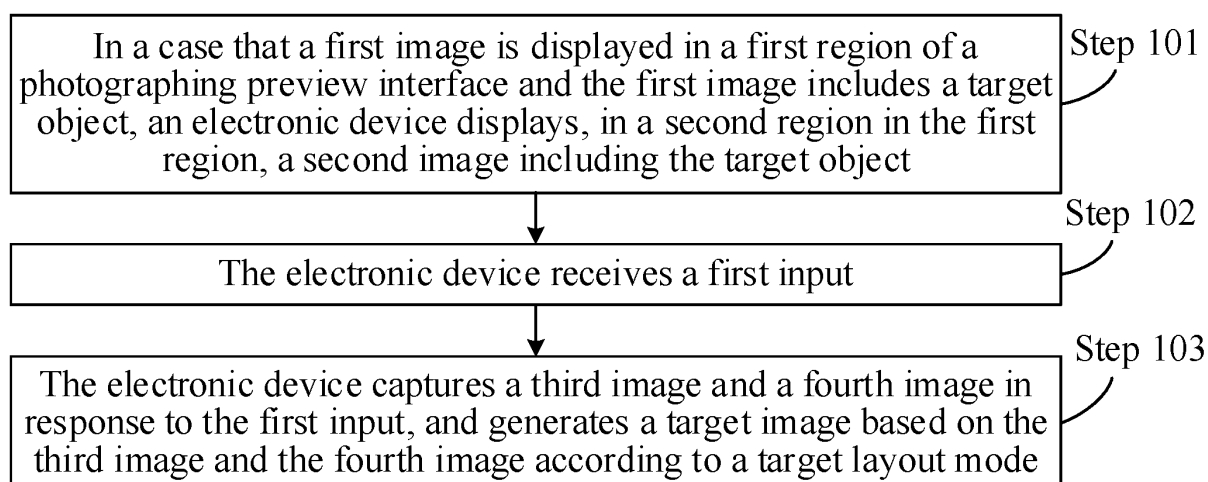 In a case that a first image is displayed in a first region of a
photographing preview interface and the first image includes a target
object, an electronic device displays, in a second region in the first
region, a second image including the target object
Step 101
The electronic device receives a first input
Step 102
The electronic device captures a third image and a fourth image in
response to the first input, and generates a target image based on the
third image and the fourth image according to a target layout mode
Step 103